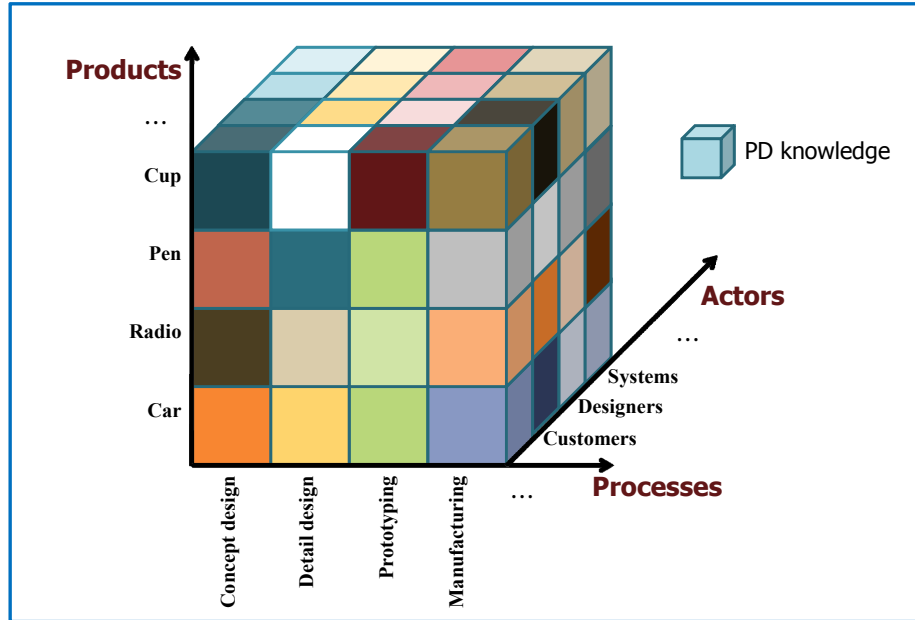 Products
...
Cup
Pen
Radio
Car
PD knowledge
Actors
...
Systems
Designers
Customers
...
Processes
Concept design
Detail design
Prototyping
Manufacturing